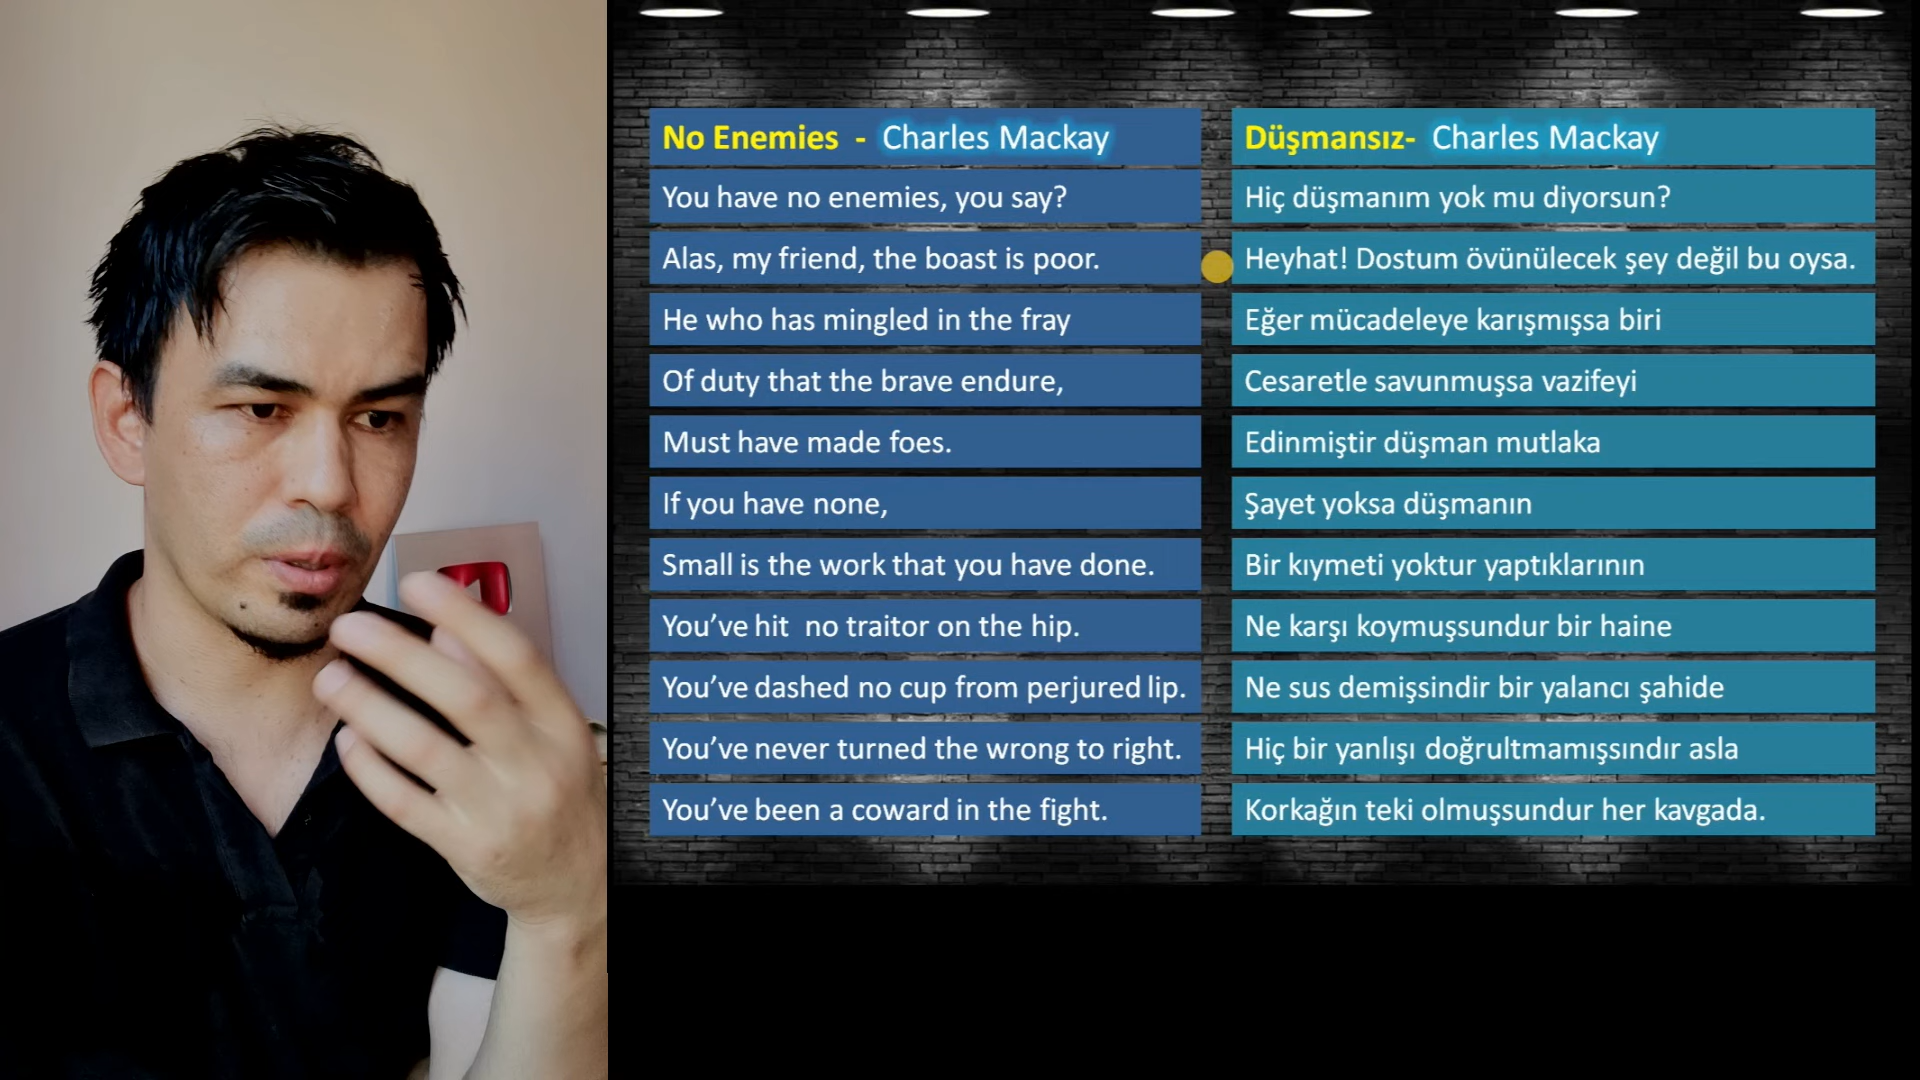 No Enemies - Charles Mackay
You have no enemies, you say?
Alas, my friend, the boast is poor.
He who has mingled in the fray
Of duty that the brave endure,
Must have made foes.
If you have none,
Small is the work that you have done.
You’ve hit no traitor on the hip.
You’ve dashed no cup from perjured lip.
You’ve never turned the wrong to right.
You’ve been a coward in the fight.
Düşmansız- Charles Mackay
Hiç düşmanım yok mu diyorsun?
Heyhat! Dostum övünülecek şey değil bu oysa.
Eğer mücadeleye karışmışsa biri
Cesaretle savunmuşsa vazifeyi
Edinmiştir düşman mutlaka
Şayet yoksa düşmanın
Bir kıymeti yoktur yaptıklarının
Ne karşı koymuşsundur bir haine
Ne sus demişsindir bir yalancı şahide
Hiç bir yanlışı doğrultmamışsındır asla
Korkağın teki olmuşsundur her kavgada.